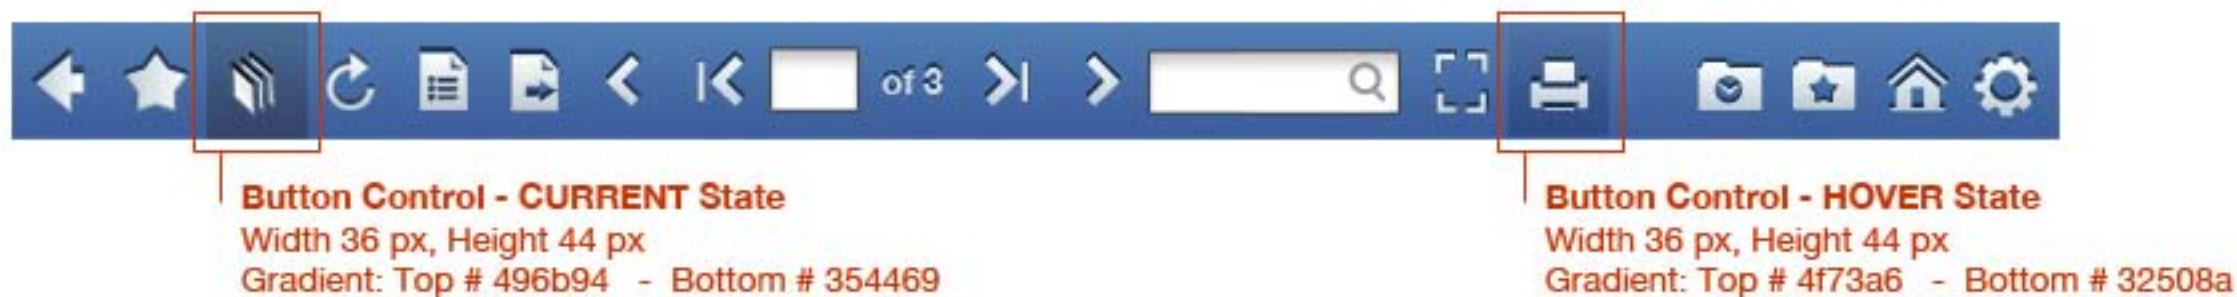 of 3
Button Control - CURRENT State
Width 36 px, Height 44 px
Gradient: Top # 496b94 - Bottom # 354469
Button Control - HOVER State
Width 36 px, Height 44 px
Gradient: Top # 4f73a6 - Bottom # 32508a